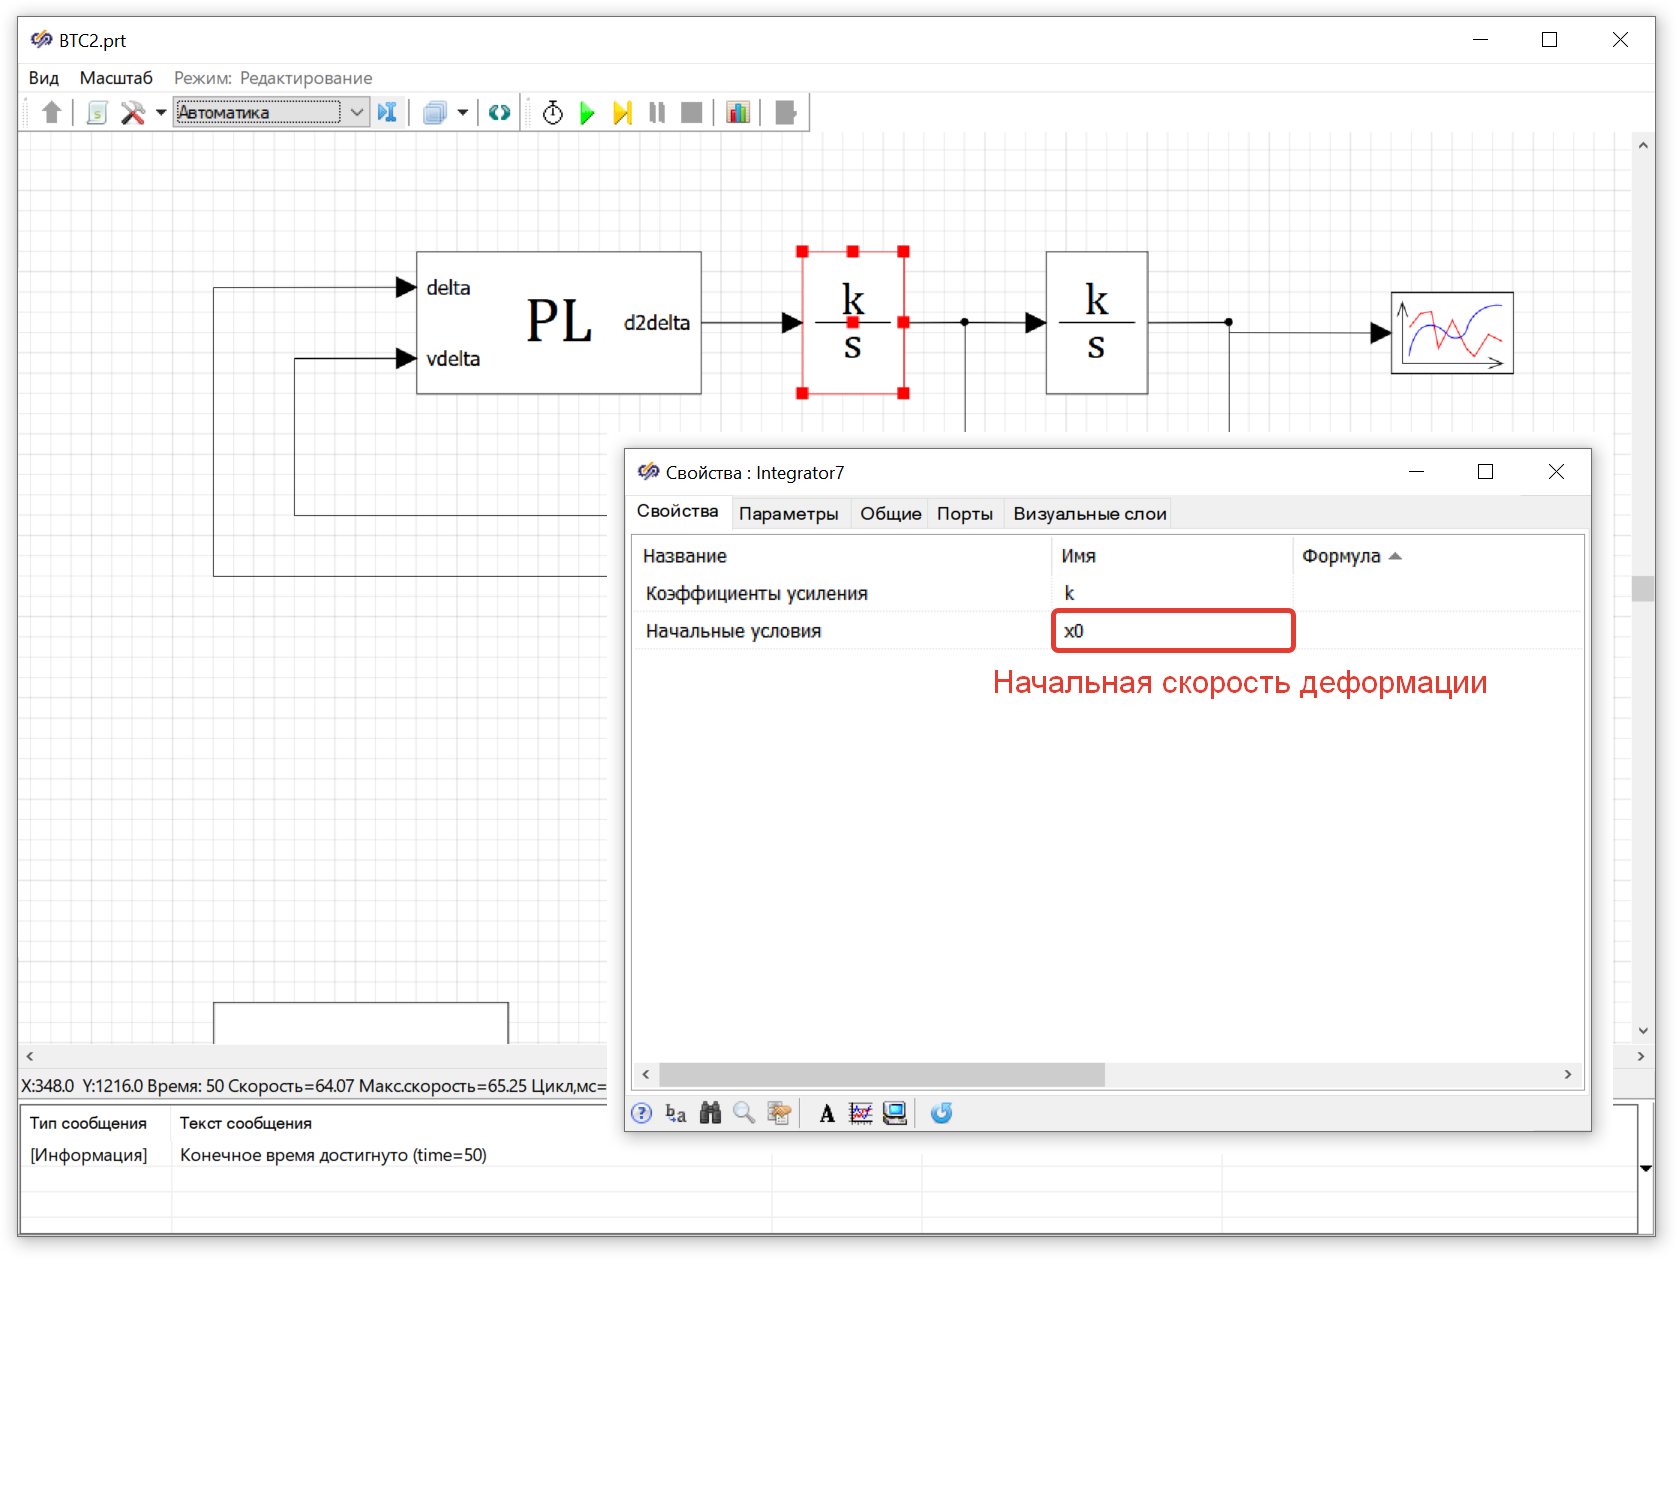 BTC2.prt
Вид Масштаб Режим: Редактирование
Автоматика
delta
vdelta
PL
d2delta
k
s
k
s
Свойства : Integrator7
Свойства Параметры Общие Порты Визуальные слои
Название Имя Формула
Коэффициенты усиления k
Начальные условия x0
Начальная скорость деформации
X:348.0 Y:1216.0 Время: 50 Скорость=64.07 Макс.скорость=65.25 Цикл,мс=
Тип сообщения Текст сообщения
[Информация] Конечное время достигнуто (time=50)